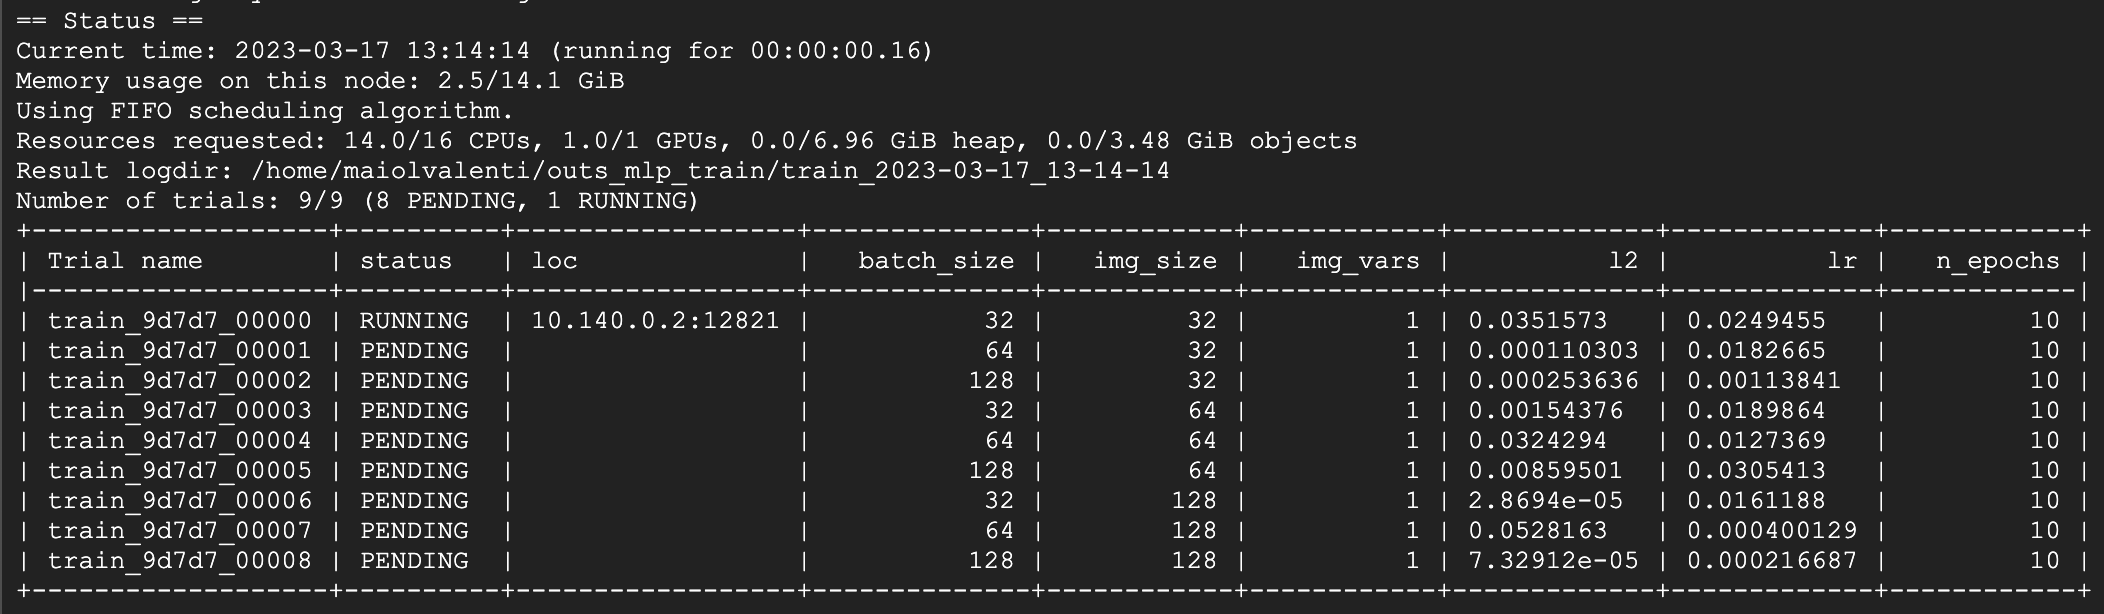 == Status ==
Current time: 2023-03-17 13:14:14 (running for 00:00:00.16)
Memory usage on this node: 2.5/14.1 GiB
Using FIFO scheduling algorithm.
Resources requested: 14.0/16 CPUs, 1.0/1 GPUs, 0.0/6.96 GiB heap, 0.0/3.48 GiB objects
Result logdir: /home/maiolvalenti/outs_mlp_train/train_2023-03-17_13-14-14
Number of trials: 9/9 (8 PENDING, 1 RUNNING)
+-------------------+----------+------------------+--------------+------------+------------+-------------+-------------+------------+
| Trial name        | status   | loc              |   batch_size |   img_size |   img_vars |          l2 |          lr |   n_epochs |
|-------------------+----------+------------------+--------------+------------+------------+-------------+-------------+------------|
| train_9d7d7_00000 | RUNNING  | 10.140.0.2:12821 |           32 |         32 |          1 | 0.0351573   | 0.0249455   |         10 |
| train_9d7d7_00001 | PENDING  |                  |           64 |         32 |          1 | 0.000110303 | 0.0182665   |         10 |
| train_9d7d7_00002 | PENDING  |                  |          128 |         32 |          1 | 0.000253636 | 0.00113841  |         10 |
| train_9d7d7_00003 | PENDING  |                  |           32 |         64 |          1 | 0.00154376  | 0.0189864   |         10 |
| train_9d7d7_00004 | PENDING  |                  |           64 |         64 |          1 | 0.0324294   | 0.0127369   |         10 |
| train_9d7d7_00005 | PENDING  |                  |          128 |         64 |          1 | 0.00859501  | 0.0305413   |         10 |
| train_9d7d7_00006 | PENDING  |                  |           32 |        128 |          1 | 2.8694e-05  | 0.0161188   |         10 |
| train_9d7d7_00007 | PENDING  |                  |           64 |        128 |          1 | 0.0528163   | 0.000400129 |         10 |
| train_9d7d7_00008 | PENDING  |                  |          128 |        128 |          1 | 7.32912e-05 | 0.000216687 |         10 |
+-------------------+----------+------------------+--------------+------------+------------+-------------+-------------+------------+